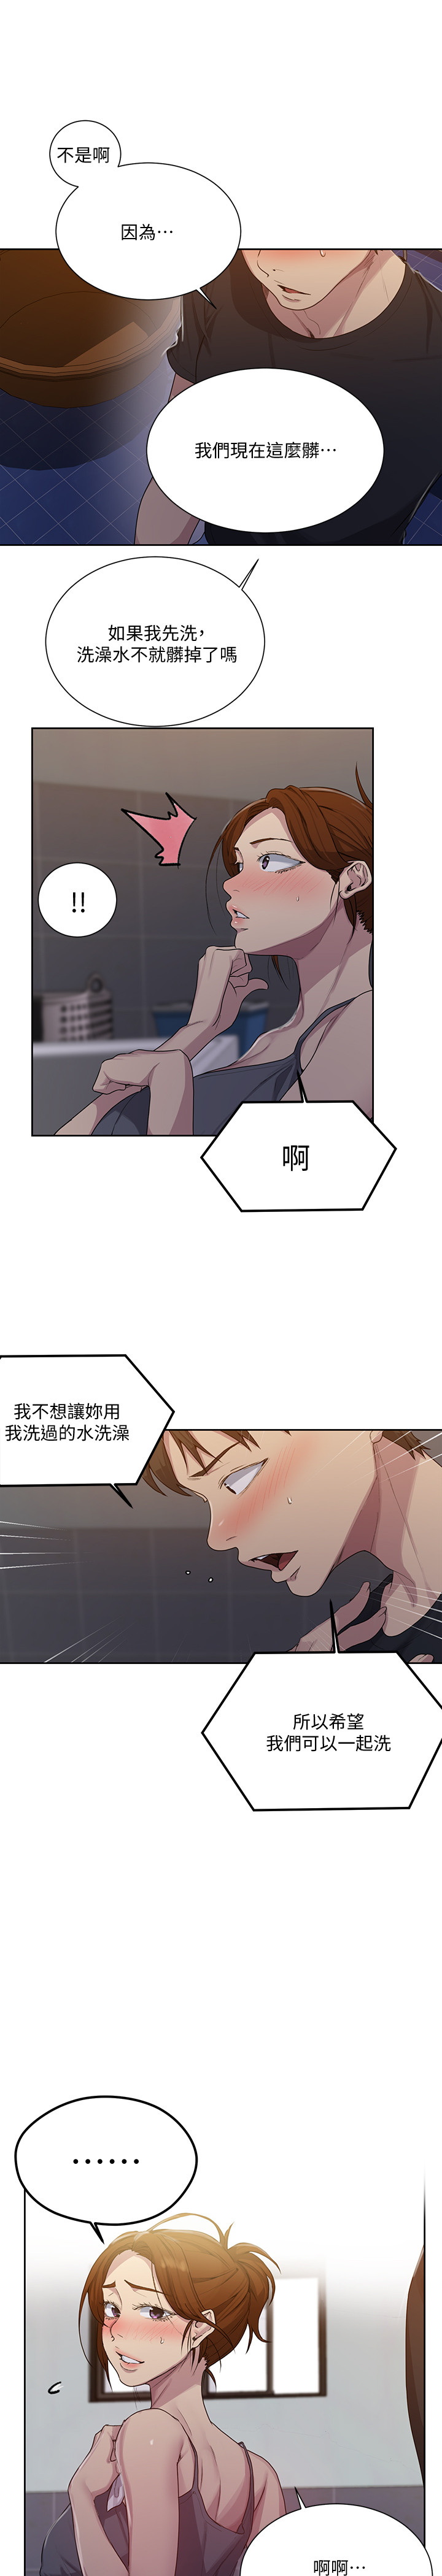 不是啊
因為⋯
我們現在這麼髒⋯
如果我先洗，
洗澡水不就髒掉了嗎
!!
啊
我不想讓妳用
我洗過的水洗澡
所以希望
我們可以一起洗
⋯⋯
啊啊⋯